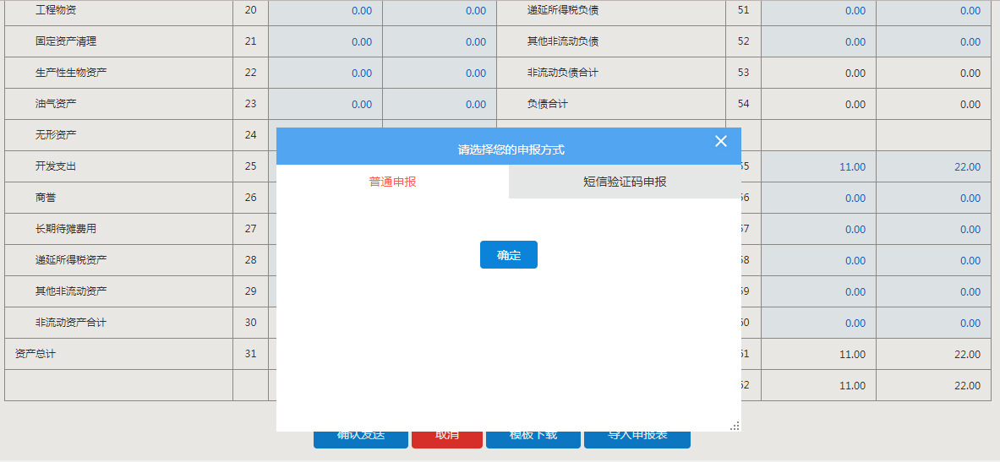 工程物资 20 0.00 0.00 递延所得税负债 51 0.00 0.00
固定资产清理 21 0.00 0.00 其他非流动负债 52 0.00 0.00
生产性生物资产 22 0.00 0.00 非流动负债合计 53 0.00 0.00
油气资产 23 0.00 0.00 负债合计 54 0.00 0.00
无形资产 24
请选择您的申报方式
开发支出 25 普通申报 短信验证码申报 55 11.00 22.00
商誉 26 56 0.00 0.00
长期待摊费用 27 57 0.00 0.00
递延所得税资产 28 确定 58 0.00 0.00
其他非流动资产 29 59 0.00 0.00
非流动资产合计 30 60 0.00 0.00
资产总计 31 61 11.00 22.00
62 11.00 22.00
确认发送 取消 模板下载 导入申报表